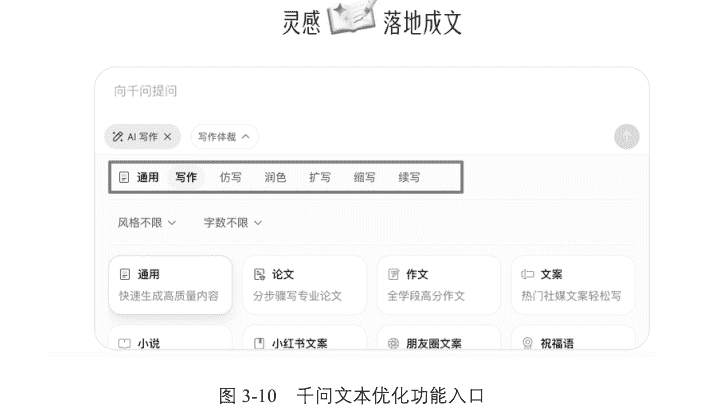 灵感 落地成文
向千问提问
AI 写作 × 写作体裁
通用 写作 仿写 润色 扩写 缩写 续写
风格不限 字数不限
通用 论文 作文 文案
快速生成高质量内容 分步骤写专业论文 全学段高分作文 热门社媒文案轻松写
小说 小红书文案 朋友圈文案 祝福语
图 3-10 千问文本优化功能入口